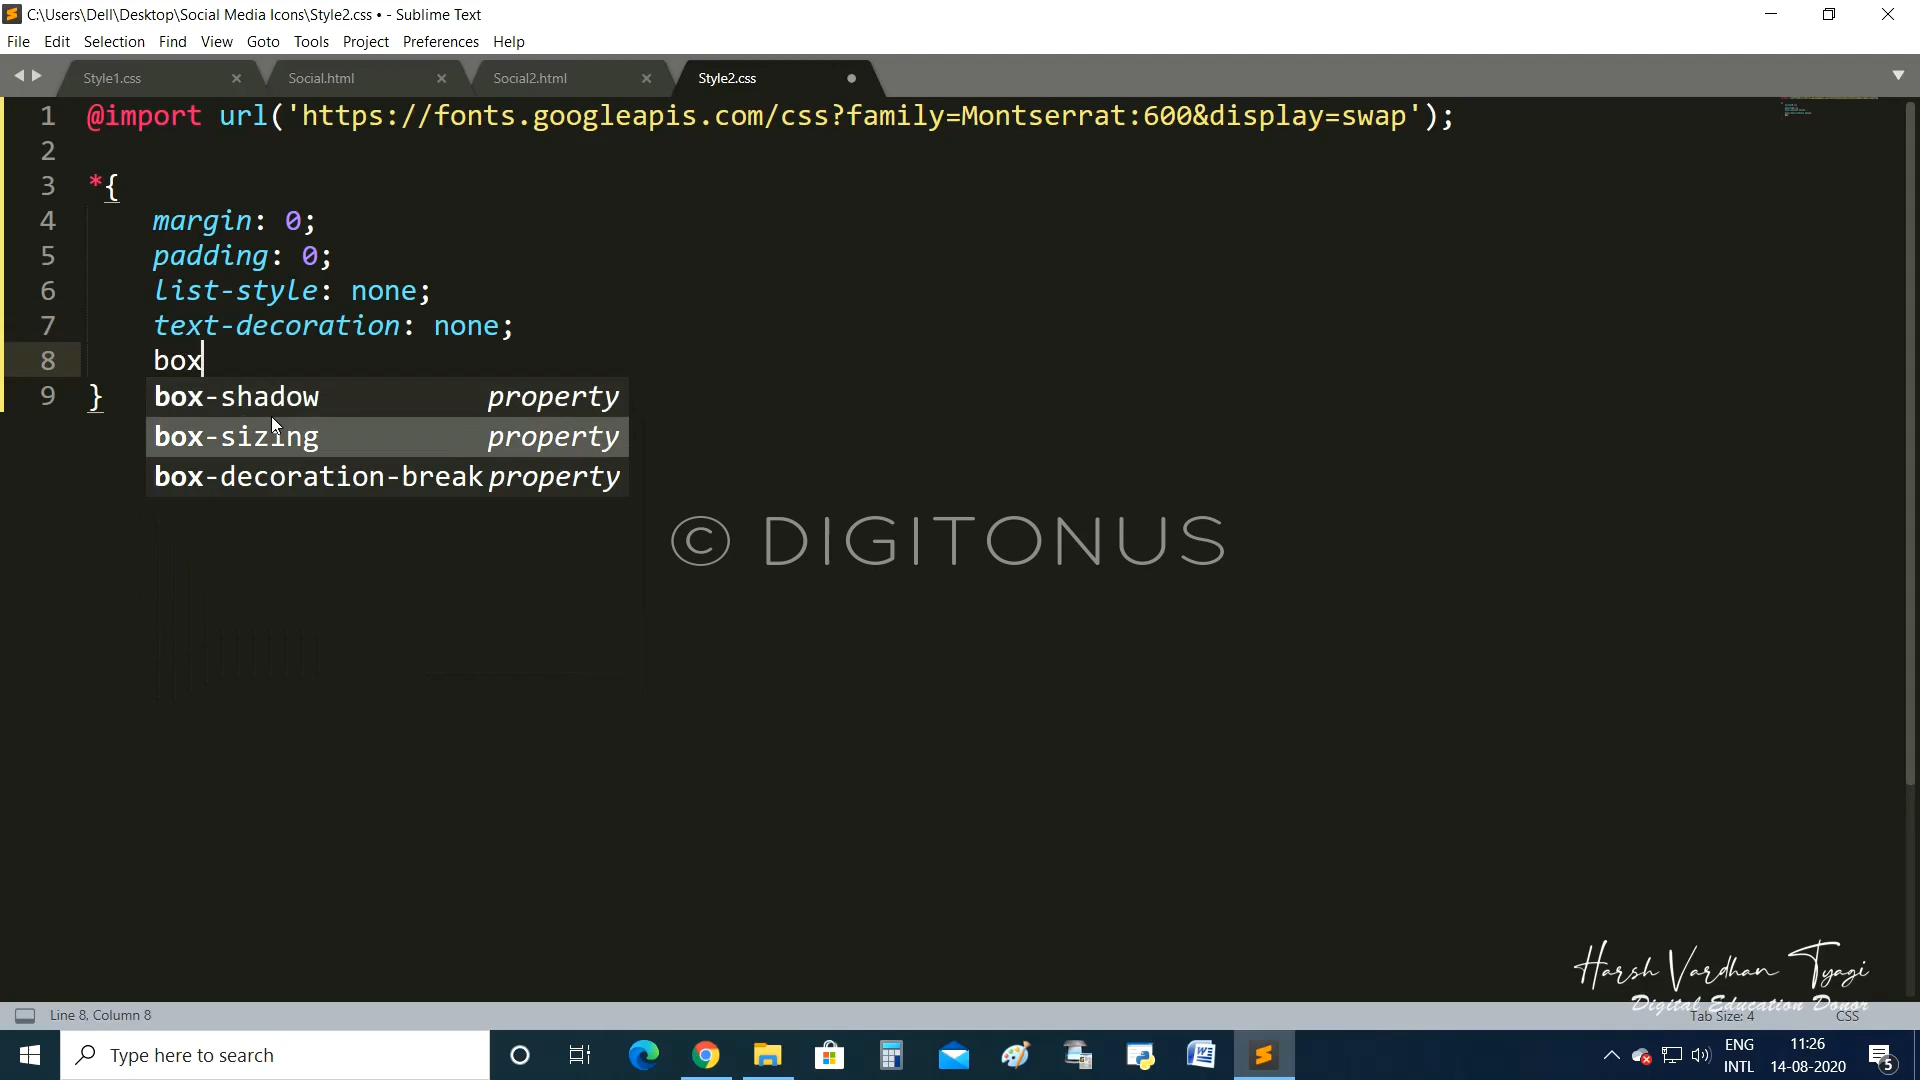 C:\Users\Dell\Desktop\Social Media Icons\Style2.css • - Sublime Text
File Edit Selection Find View Goto Tools Project Preferences Help
Style1.css Social.html Social2.html Style2.css
1 @import url('https://fonts.googleapis.com/css?family=Montserrat:600&display=swap');
2
3 *{
4 margin: 0;
5 padding: 0;
6 list-style: none;
7 text-decoration: none;
8 box
9 }
box-shadow property
box-sizing property
box-decoration-break property
© DIGITONUS
Harsh Vardhan Tyagi
Digital Education Donor
Line 8, Column 8
Tab Size: 4
CSS
Type here to search
ENG
INTL
11:26
14-08-2020
5